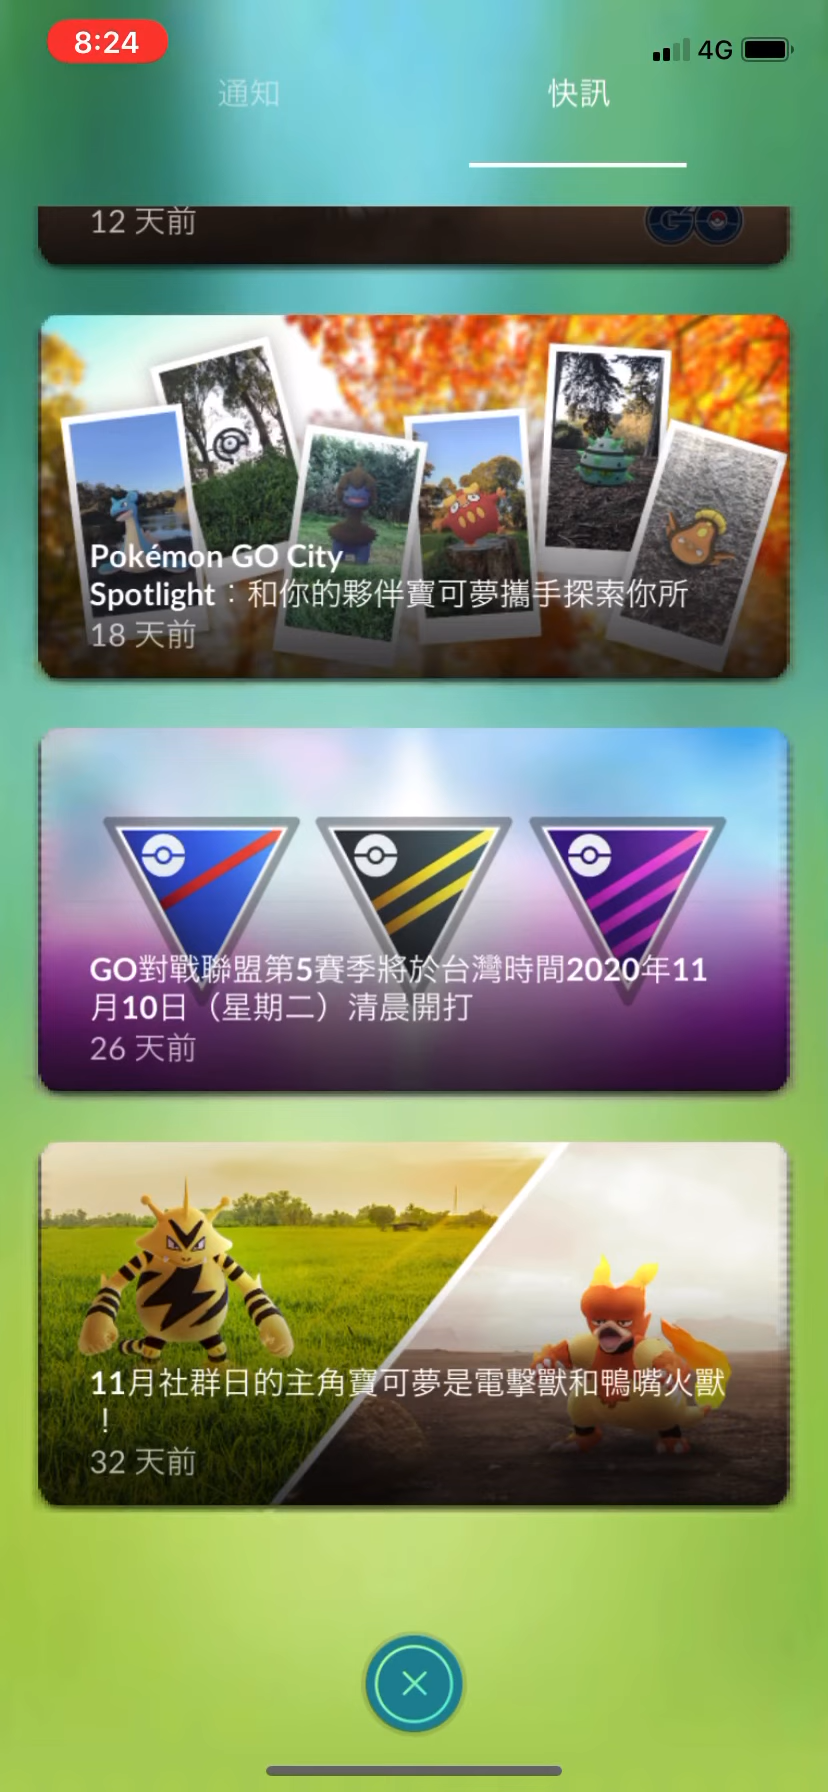 8:24
4G
通知
快訊
12 天前
GO
Pokémon GO City
Spotlight：和你的夥伴寶可夢攜手探索你所
18 天前
GO對戰聯盟第5賽季將於台灣時間2020年11
月10日（星期二）清晨開打
26 天前
11月社群日的主角寶可夢是電擊獸和鴨嘴火獸
！
32 天前